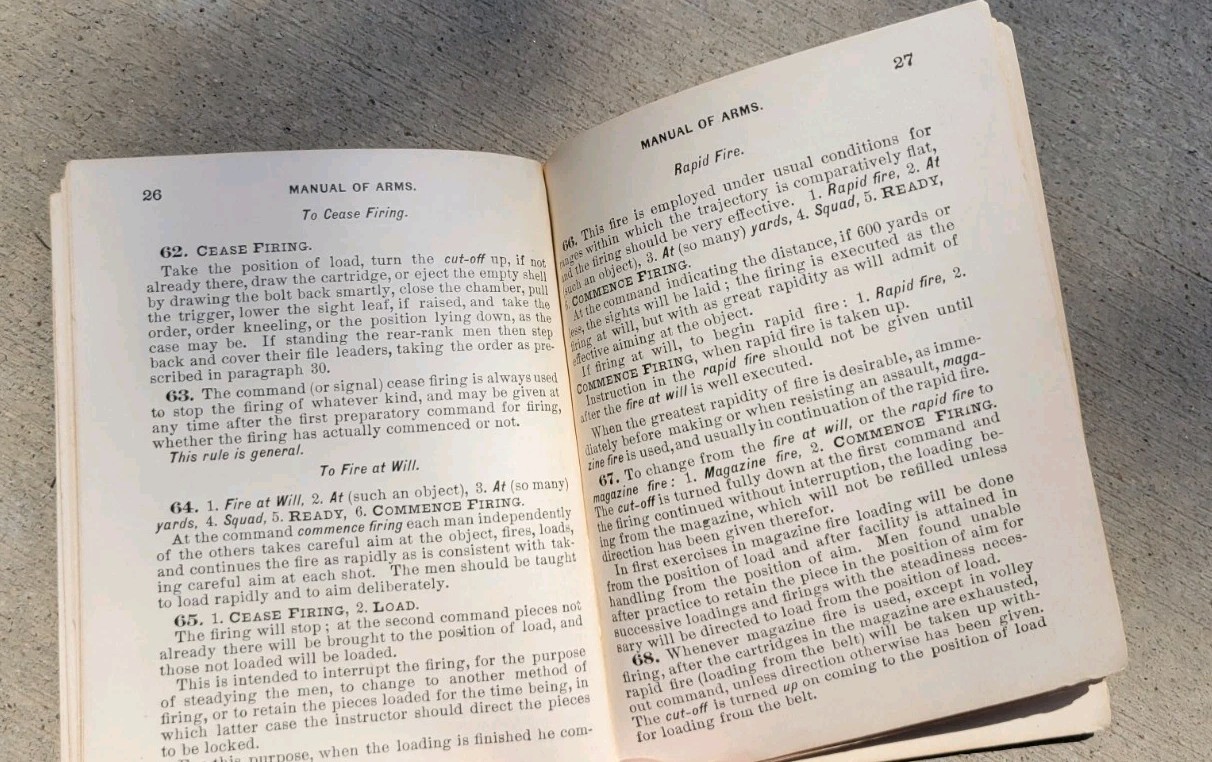 26
MANUAL OF ARMS.
To Cease Firing.
62. CEASE FIRING.
Take the position of load, turn the cut-off up, if not
already there, draw the cartridge, or eject the empty shell
by drawing the bolt back smartly, close the chamber, pull
the trigger, lower the sight leaf, if raised, and take the
order, order kneeling, or the position lying down, as the
case may be. If standing the rear-rank men then step
back and cover their file leaders, taking the order as pre-
scribed in paragraph 30.
63. The command (or signal) cease firing is always used
to stop the firing of whatever kind, and may be given at
any time after the first preparatory command for firing,
whether the firing has actually commenced or not.
This rule is general.
To Fire at Will.
64. 1. Fire at Will, 2. At (such an object), 3. At (so many)
yards, 4. Squad, 5. READY, 6. COMMENCE FIRING.
At the command commence firing each man independently
of the others takes careful aim at the object, fires, loads,
and continues the fire as rapidly as is consistent with tak-
ing careful aim at each shot. The men should be taught
to load rapidly and to aim deliberately.
65. 1. CEASE FIRING, 2. LOAD.
The firing will stop; at the second command pieces not
already there will be brought to the position of load, and
those not loaded will be loaded.
This is intended to interrupt the firing, for the purpose
of steadying the men, to change to another method of
firing, or to retain the pieces loaded for the time being, in
which latter case the instructor should direct the pieces
to be locked.
this purpose, when the loading is finished he com-
27
MANUAL OF ARMS.
Rapid Fire.
66. This fire is employed under usual conditions for
ranges within which the trajectory is comparatively flat,
and the firing should be very effective. 1. Rapid fire, 2. At
(such an object), 3. At (so many) yards, 4. Squad, 5. READY,
COMMENCE FIRING.
At the command indicating the distance, if 600 yards or
less, the sights will be laid; the firing is executed as the
firing at will, but with as great rapidity as will admit of
effective aiming at the object.
If firing at will, to begin rapid fire: 1. Rapid fire, 2.
COMMENCE FIRING, when rapid fire is taken up.
Instruction in the rapid fire should not be given until
after the fire at will is well executed.
When the greatest rapidity of fire is desirable, as imme-
diately before making or when resisting an assault, maga-
zine fire is used, and usually in continuation of the rapid fire.
67. To change from the fire at will, or the rapid fire to
magazine fire: 1. Magazine fire, 2. COMMENCE FIRING.
The cut-off is turned fully down at the first command and
the firing continued without interruption, the loading be-
ing from the magazine, which will not be refilled unless
direction has been given therefor.
In first exercises in magazine fire loading will be done
from the position of load and after facility is attained in
handling from the position of aim. Men found unable
after practice to retain the piece in the position of aim for
successive loadings and firings with the steadiness neces-
sary will be directed to load from the position of load.
68. Whenever magazine fire is used, except in volley
firing, after the cartridges in the magazine are exhausted,
rapid fire (loading from the belt) will be taken up with-
out command, unless direction otherwise has been given.
The cut-off is turned up on coming to the position of load
for loading from the belt.